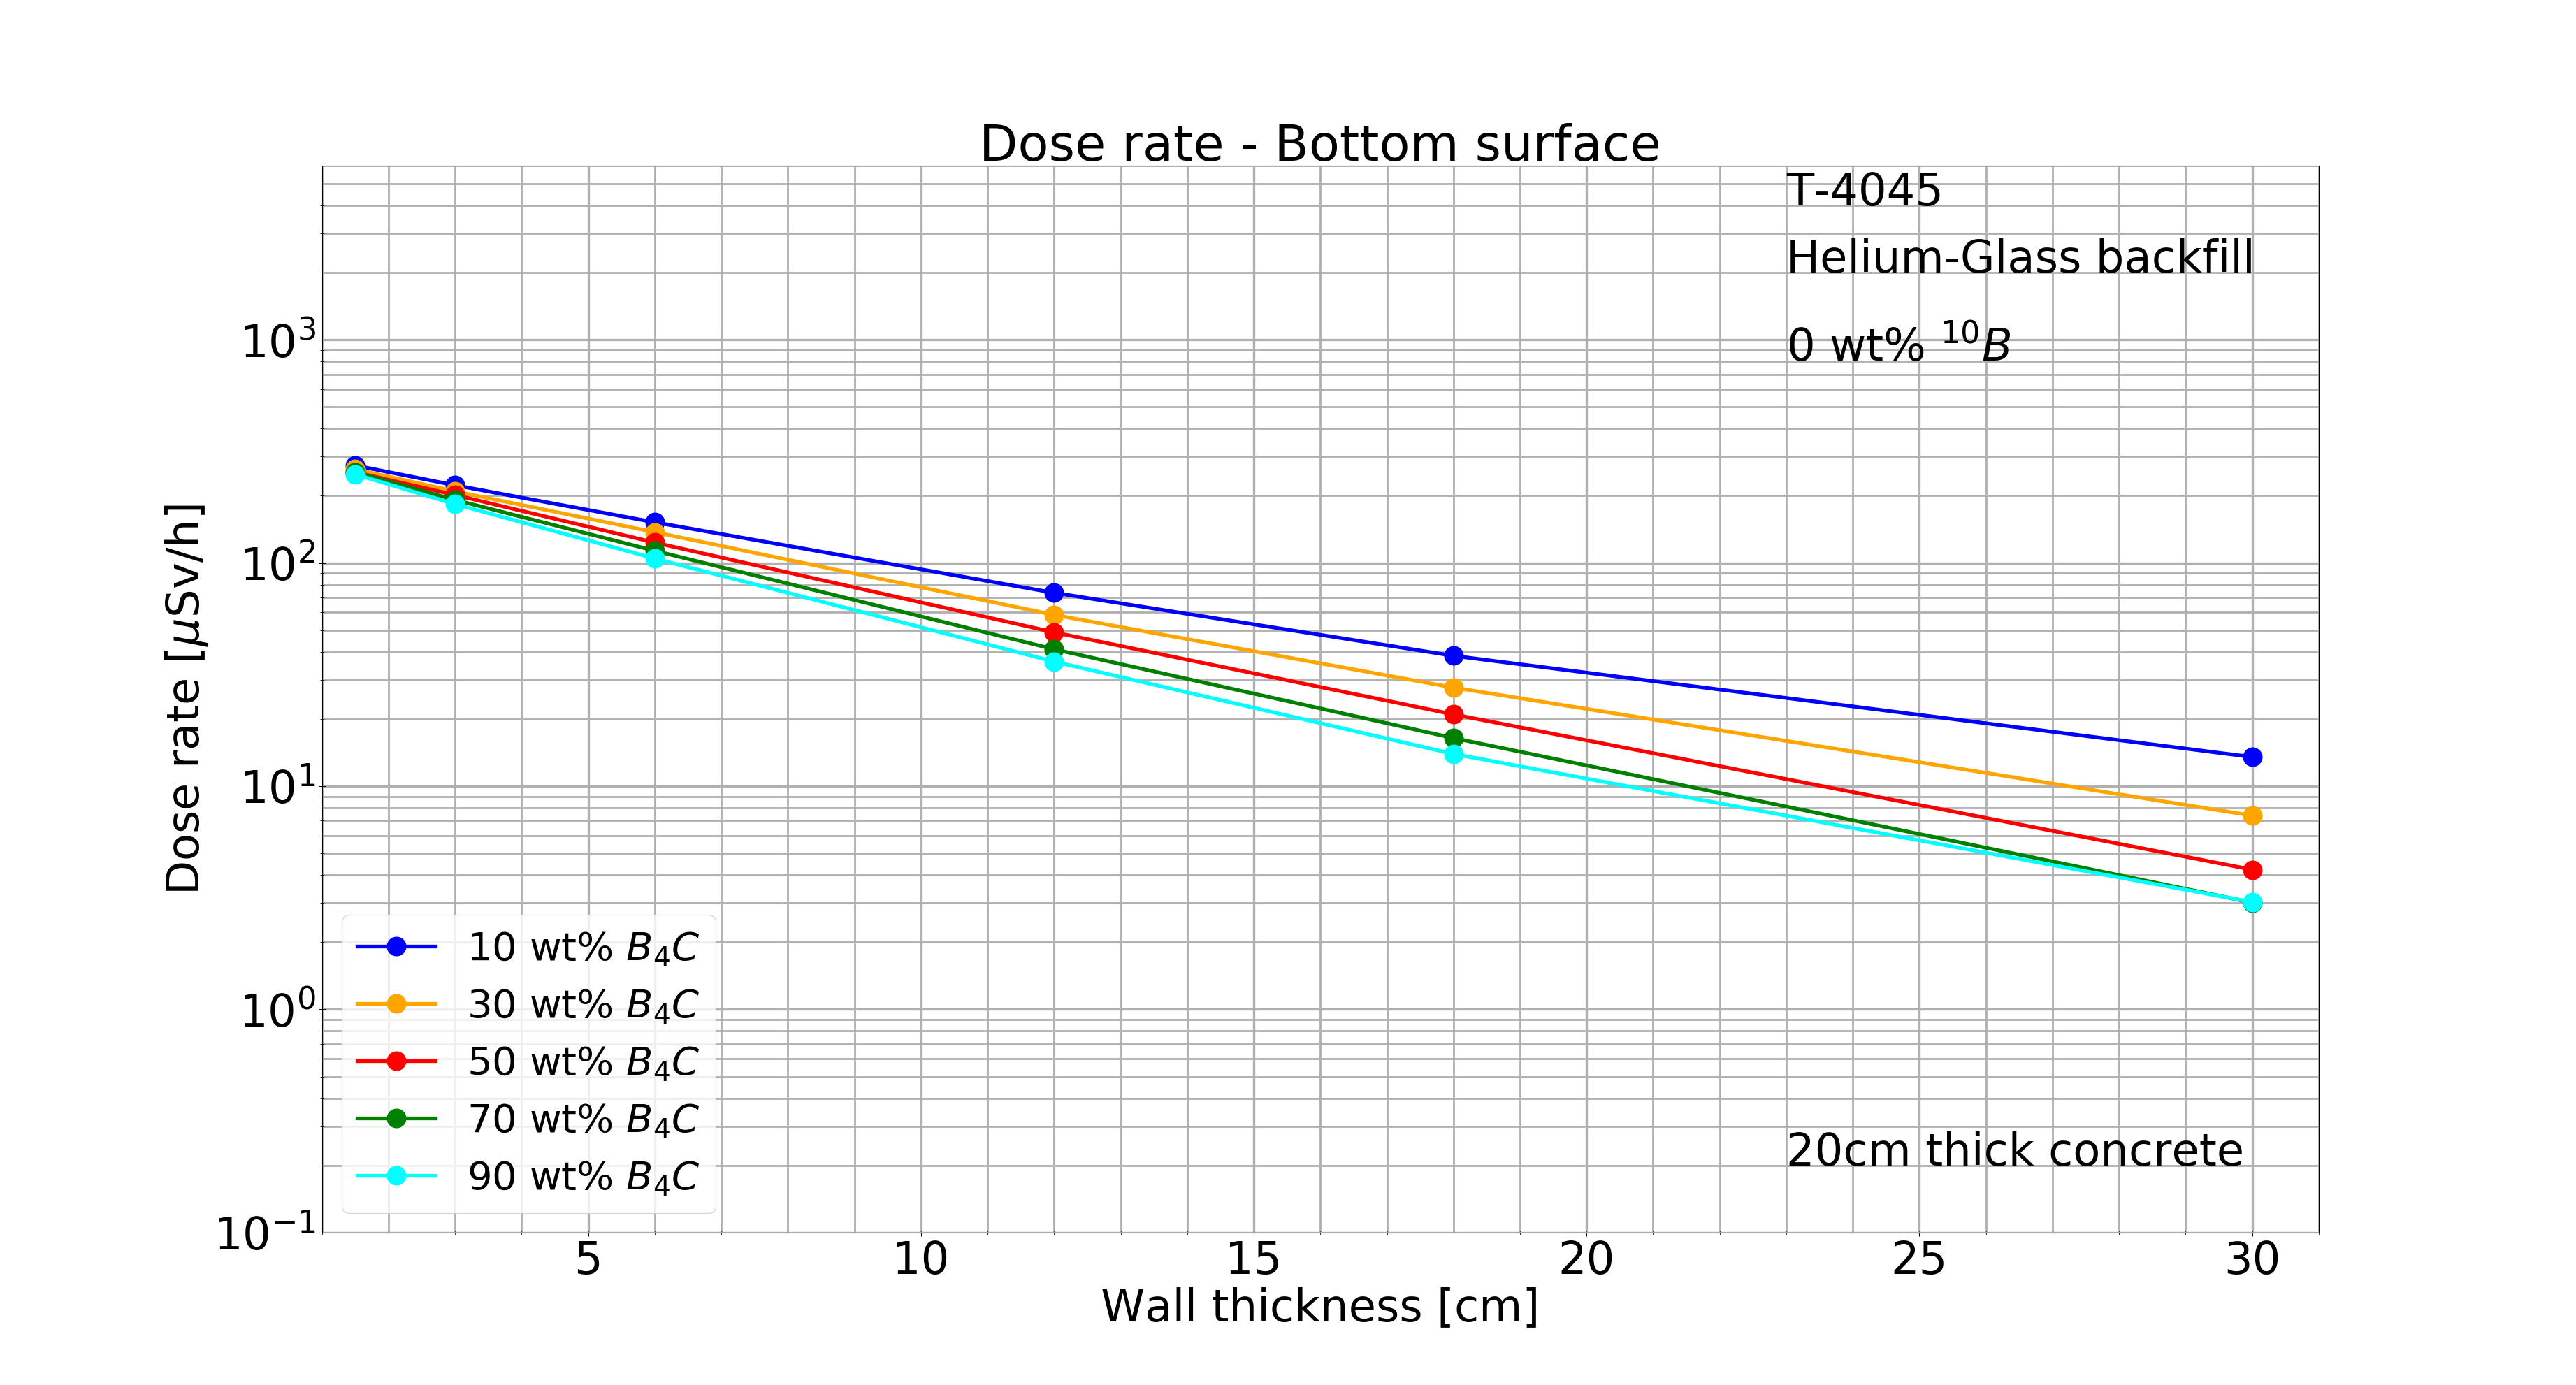 Dose rate - Bottom surface
T-4045
Helium-Glass backfill
0 wt% ¹⁰B
10³
10²
10¹
10⁰
10⁻¹
Dose rate [μSv/h]
10 wt% B₄C
30 wt% B₄C
50 wt% B₄C
70 wt% B₄C
90 wt% B₄C
20cm thick concrete
5 10 15 20 25 30
Wall thickness [cm]